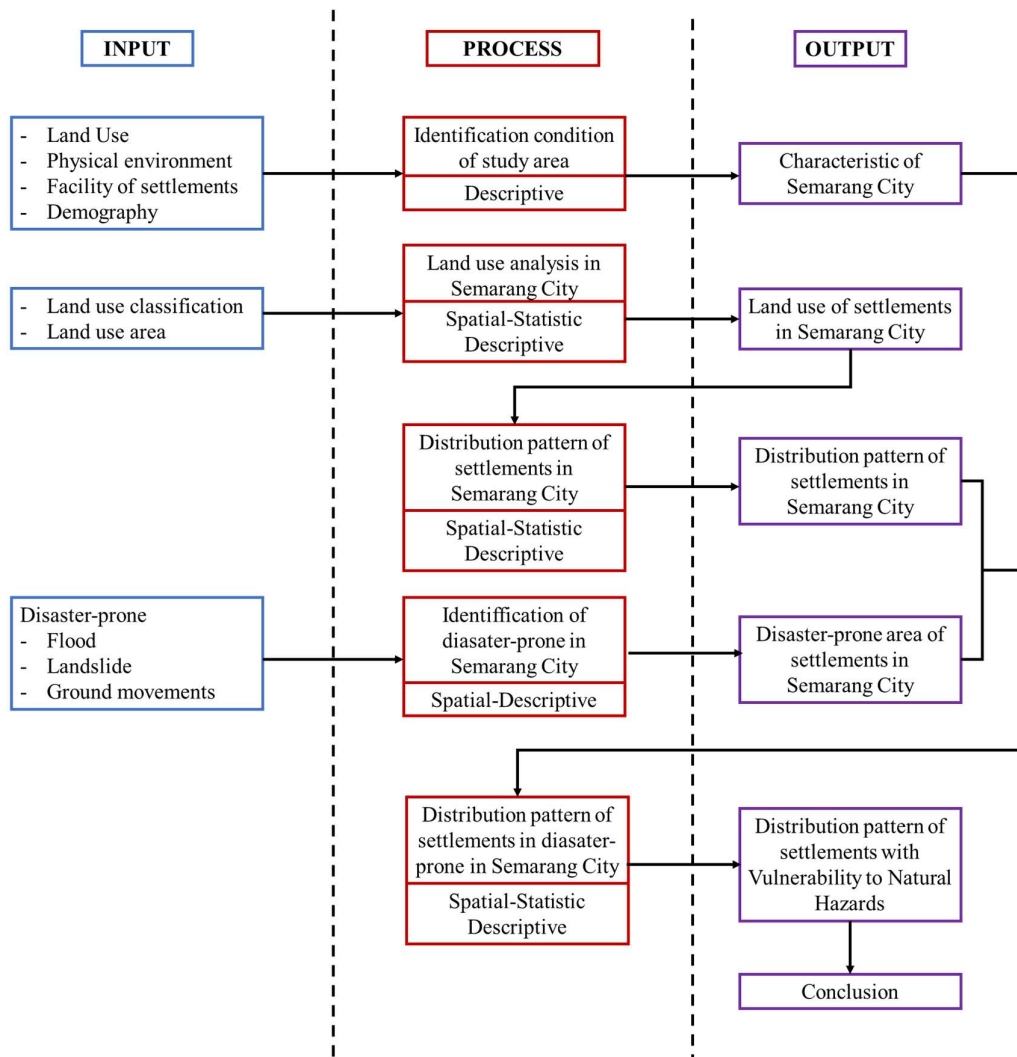 INPUT
PROCESS
OUTPUT
- Land Use
- Physical environment
- Facility of settlements
- Demography
Identification condition
of study area
Descriptive
Characteristic of
Semarang City
- Land use classification
- Land use area
Land use analysis in
Semarang City
Spatial-Statistic
Descriptive
Land use of settlements
in Semarang City
Distribution pattern of
settlements in
Semarang City
Spatial-Statistic
Descriptive
Distribution pattern of
settlements in
Semarang City
Disaster-prone
- Flood
- Landslide
- Ground movements
Identiffication of
diasater-prone in
Semarang City
Spatial-Descriptive
Disaster-prone area of
settlements in
Semarang City
Distribution pattern of
settlements in diasater-
prone in Semarang City
Spatial-Statistic
Descriptive
Distribution pattern of
settlements with
Vulnerability to Natural
Hazards
Conclusion